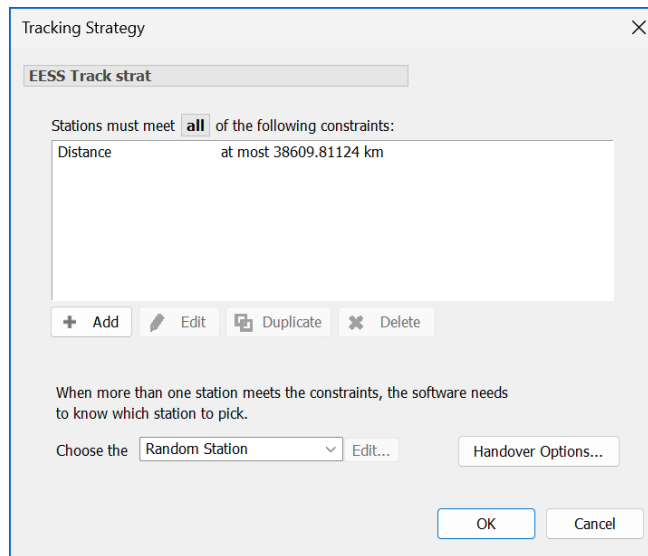 Tracking Strategy
EESS Track strat
Stations must meet all of the following constraints:
Distance at most 38609.81124 km
Add Edit Duplicate Delete
When more than one station meets the constraints, the software needs
to know which station to pick.
Choose the Random Station Edit... Handover Options...
OK Cancel